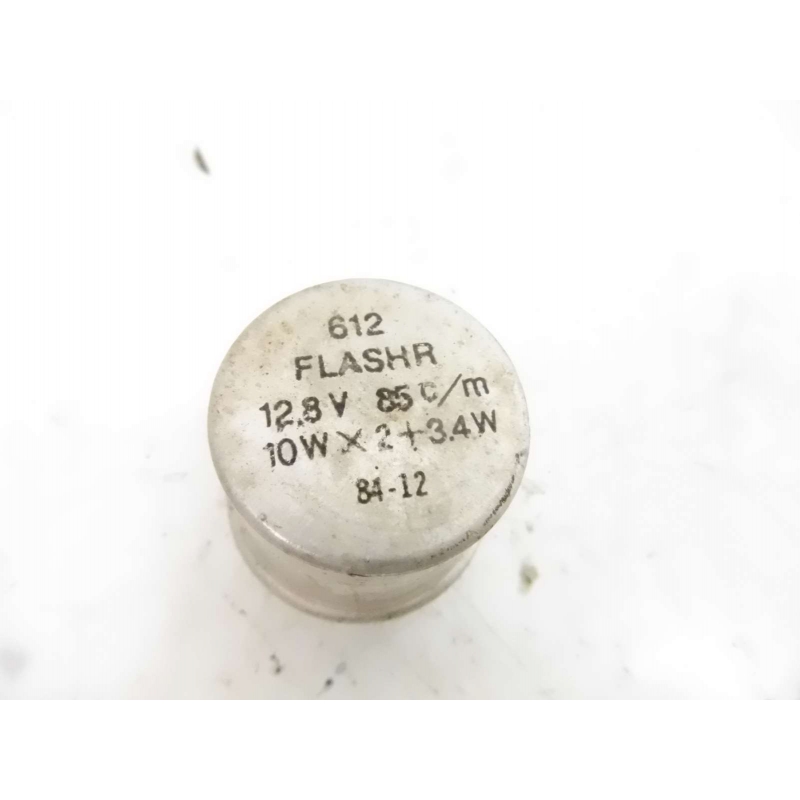 612
FLASHR
12.8V 85c/m
10W×2+3.4W
84-12